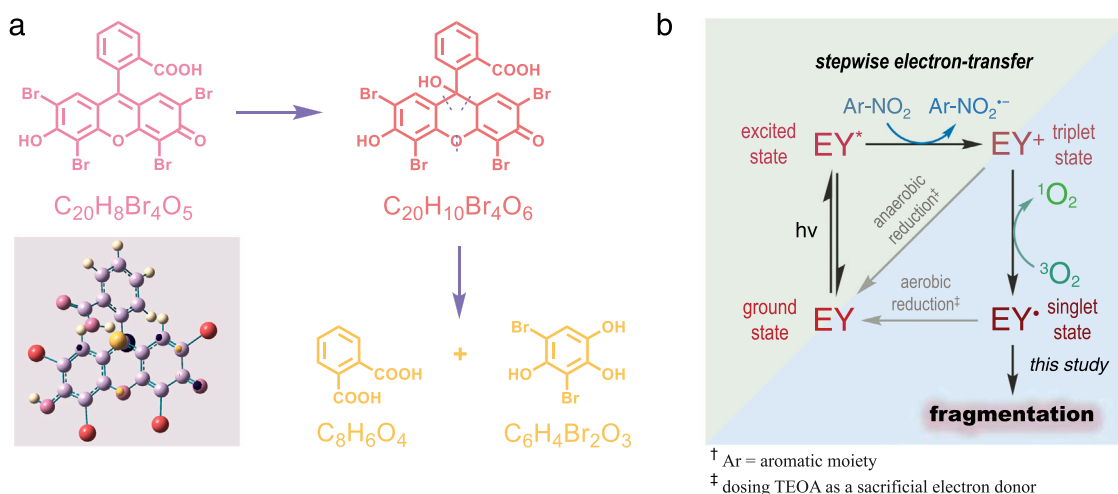 a
COOH
Br
Br
HO
O
O
Br
Br
C₂₀H₈Br₄O₅
COOH
HO
Br
Br
HO
O
O
Br
Br
C₂₀H₁₀Br₄O₆
COOH
COOH
C₈H₆O₄
+
Br
OH
HO
OH
Br
C₆H₄Br₂O₃
b
stepwise electron-transfer
Ar-NO₂
Ar-NO₂•−
excited
state
EY*
EY+
triplet
state
anaerobic
reduction‡
¹O₂
hv
³O₂
aerobic
reduction‡
ground
state
EY
EY•
singlet
state
this study
fragmentation
† Ar = aromatic moiety
‡ dosing TEOA as a sacrificial electron donor